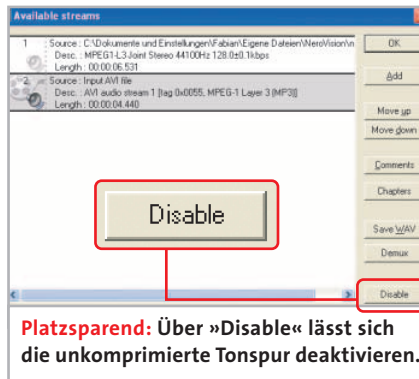 Available streams
1 Source : C:\Dokumente und Einstellungen\Fabian\Eigene Dateien\NeroVision\n
Desc. : MPEG1-L3 Joint Stereo 44100Hz 128.0±0.1kbps
Length : 00:00:06.531
2 Source : Input AVI file
Desc. : AVI audio stream 1 [tag 0x0055, MPEG-1 Layer 3 (MP3)]
Length : 00:00:04.440
OK
Add
Move up
Move down
Comments
Chapters
Save WAV
Demux
Disable
Disable
Platzsparend: Über »Disable« lässt sich
die unkomprimierte Tonspur deaktivieren.